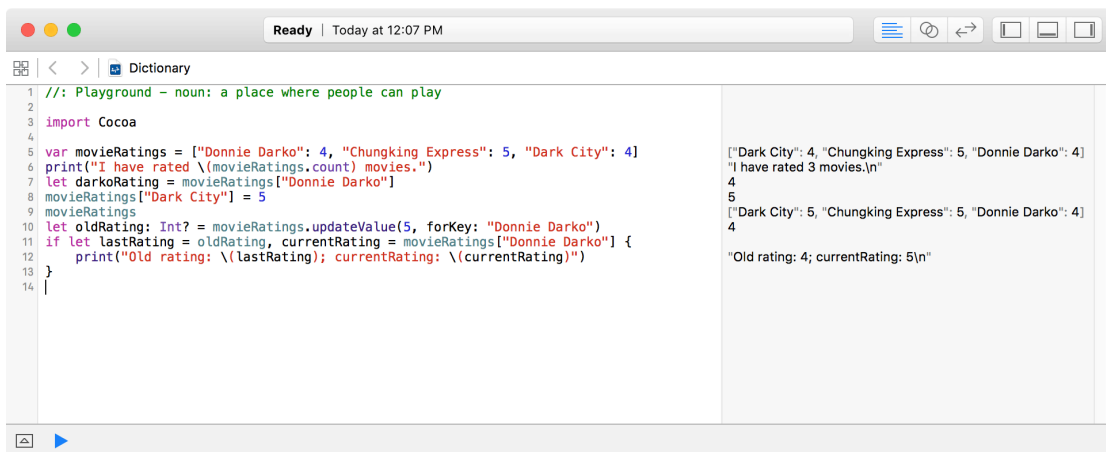 Ready | Today at 12:07 PM
Dictionary
1 //: Playground – noun: a place where people can play
2
3 import Cocoa
4
5 var movieRatings = ["Donnie Darko": 4, "Chungking Express": 5, "Dark City": 4] ["Dark City": 4, "Chungking Express": 5, "Donnie Darko": 4]
6 print("I have rated \(movieRatings.count) movies.") "I have rated 3 movies.\n"
7 let darkoRating = movieRatings["Donnie Darko"] 4
8 movieRatings["Dark City"] = 5 5
9 movieRatings ["Dark City": 5, "Chungking Express": 5, "Donnie Darko": 4]
10 let oldRating: Int? = movieRatings.updateValue(5, forKey: "Donnie Darko") 4
11 if let lastRating = oldRating, currentRating = movieRatings["Donnie Darko"] {
12 print("Old rating: \(lastRating); currentRating: \(currentRating)") "Old rating: 4; currentRating: 5\n"
13 }
14